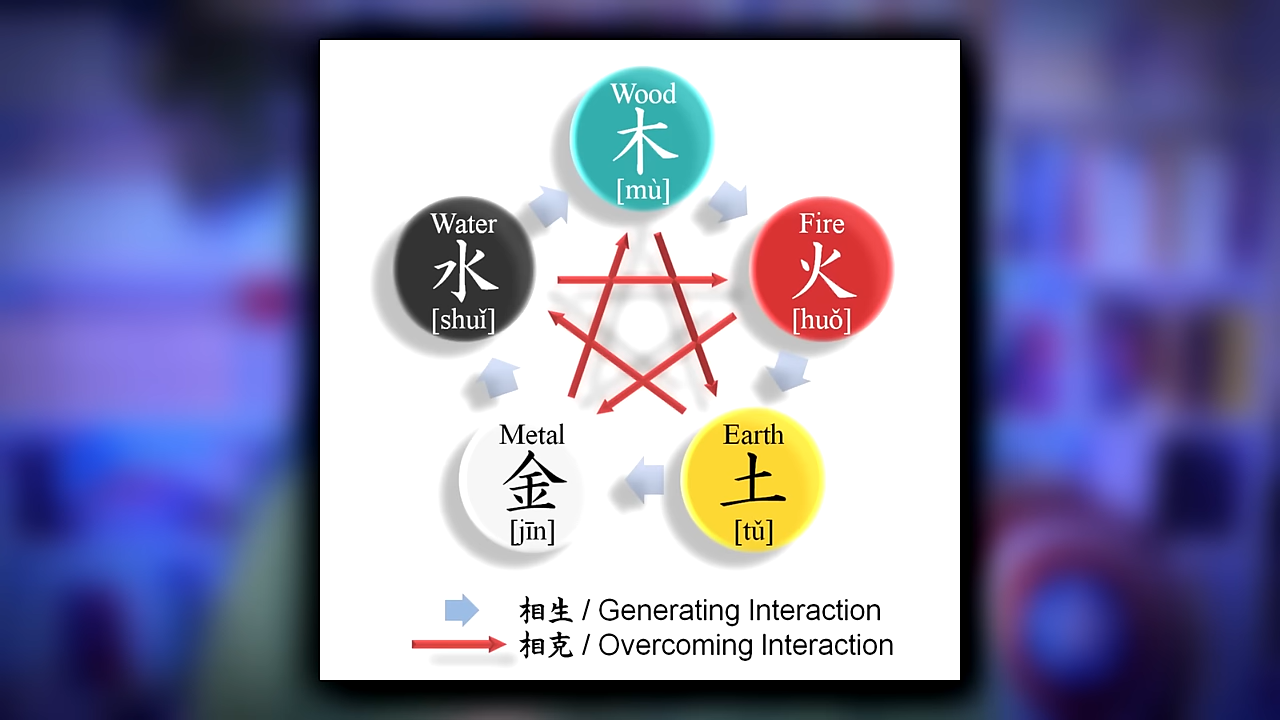 Wood
木
[mù]
Water
水
[shuǐ]
Fire
火
[huǒ]
Metal
金
[jīn]
Earth
土
[tǔ]
相生 / Generating Interaction
相克 / Overcoming Interaction